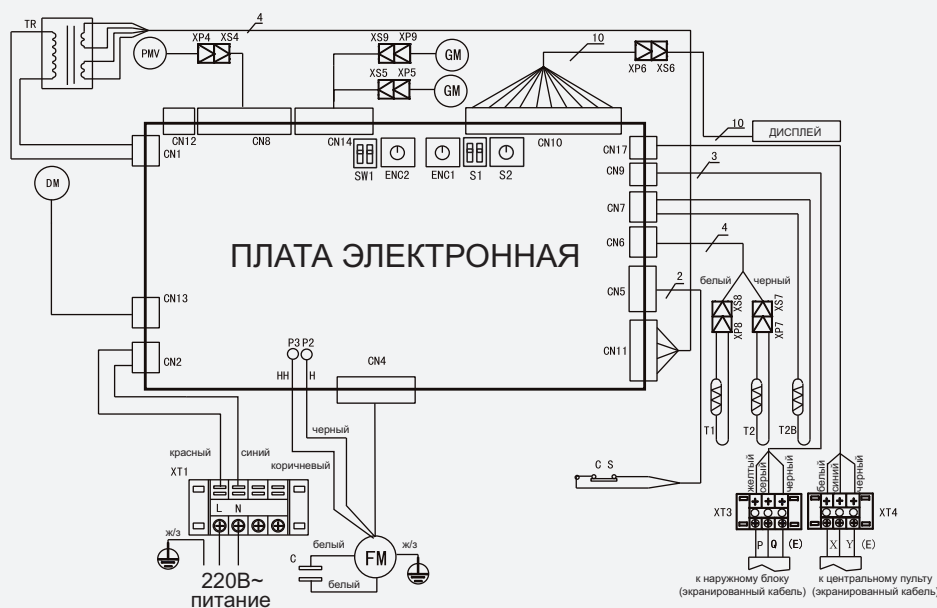 TR
4
XP4 XS4
PMV
XS9 XP9
GM
XS5 XP5
GM
10
XP6 XS6
10
ДИСПЛЕЙ
CN12
CN8
CN14
CN10
CN1
CN17
SW1
ENC2
ENC1
S1
S2
CN9
3
DM
CN7
ПЛАТА ЭЛЕКТРОННАЯ
CN6
4
белый
черный
CN5
2
XS8
XP8
XS7
XP7
CN13
CN2
P3 P2
HH
H
CN4
CN11
T1
T2
T2B
черный
красный
синий
коричневый
XT1
L N
C S
желтый
серый
черный
белый
синий
черный
XT3
XT4
P Q (E)
X Y (E)
ж/з
белый
C
FM
ж/з
белый
220В~
питание
к наружному блоку
(экранированный кабель)
к центральному пульту
(экранированный кабель)